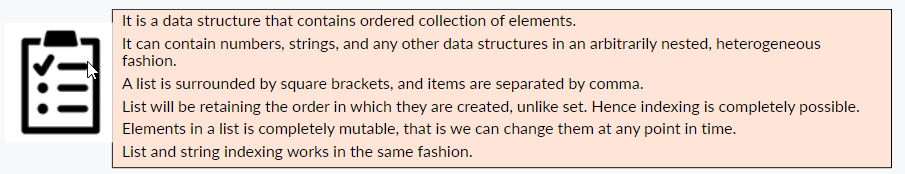 It is a data structure that contains ordered collection of elements.
It can contain numbers, strings, and any other data structures in an arbitrarily nested, heterogeneous
fashion.
A list is surrounded by square brackets, and items are separated by comma.
List will be retaining the order in which they are created, unlike set. Hence indexing is completely possible.
Elements in a list is completely mutable, that is we can change them at any point in time.
List and string indexing works in the same fashion.